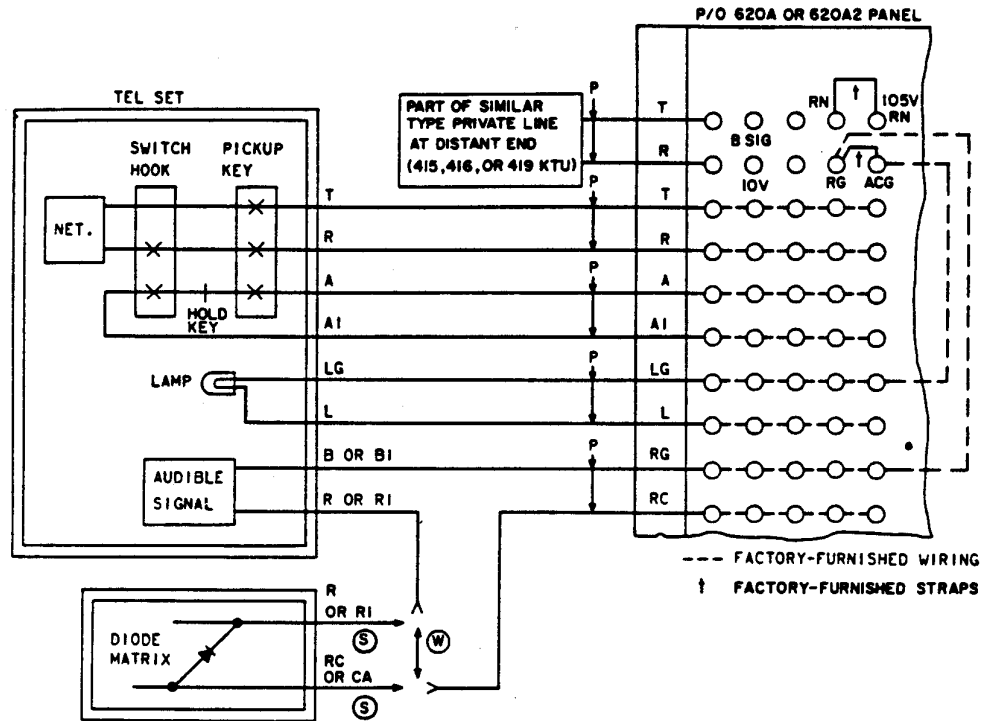 P/O 620A OR 620A2 PANEL
TEL SET
PART OF SIMILAR
TYPE PRIVATE LINE
AT DISTANT END
(415, 416, OR 419 KTU)
P
T
R
RN
105V
RN
B SIG
10V
RG
ACG
SWITCH
HOOK
PICKUP
KEY
NET.
T
P
T
R
R
A
P
A
HOLD
KEY
A1
A1
LAMP
LG
P
LG
L
L
AUDIBLE
SIGNAL
B OR B1
P
RG
R OR R1
RC
--- FACTORY-FURNISHED WIRING
↑ FACTORY-FURNISHED STRAPS
DIODE
MATRIX
R
OR R1
S
W
RC
OR CA
S